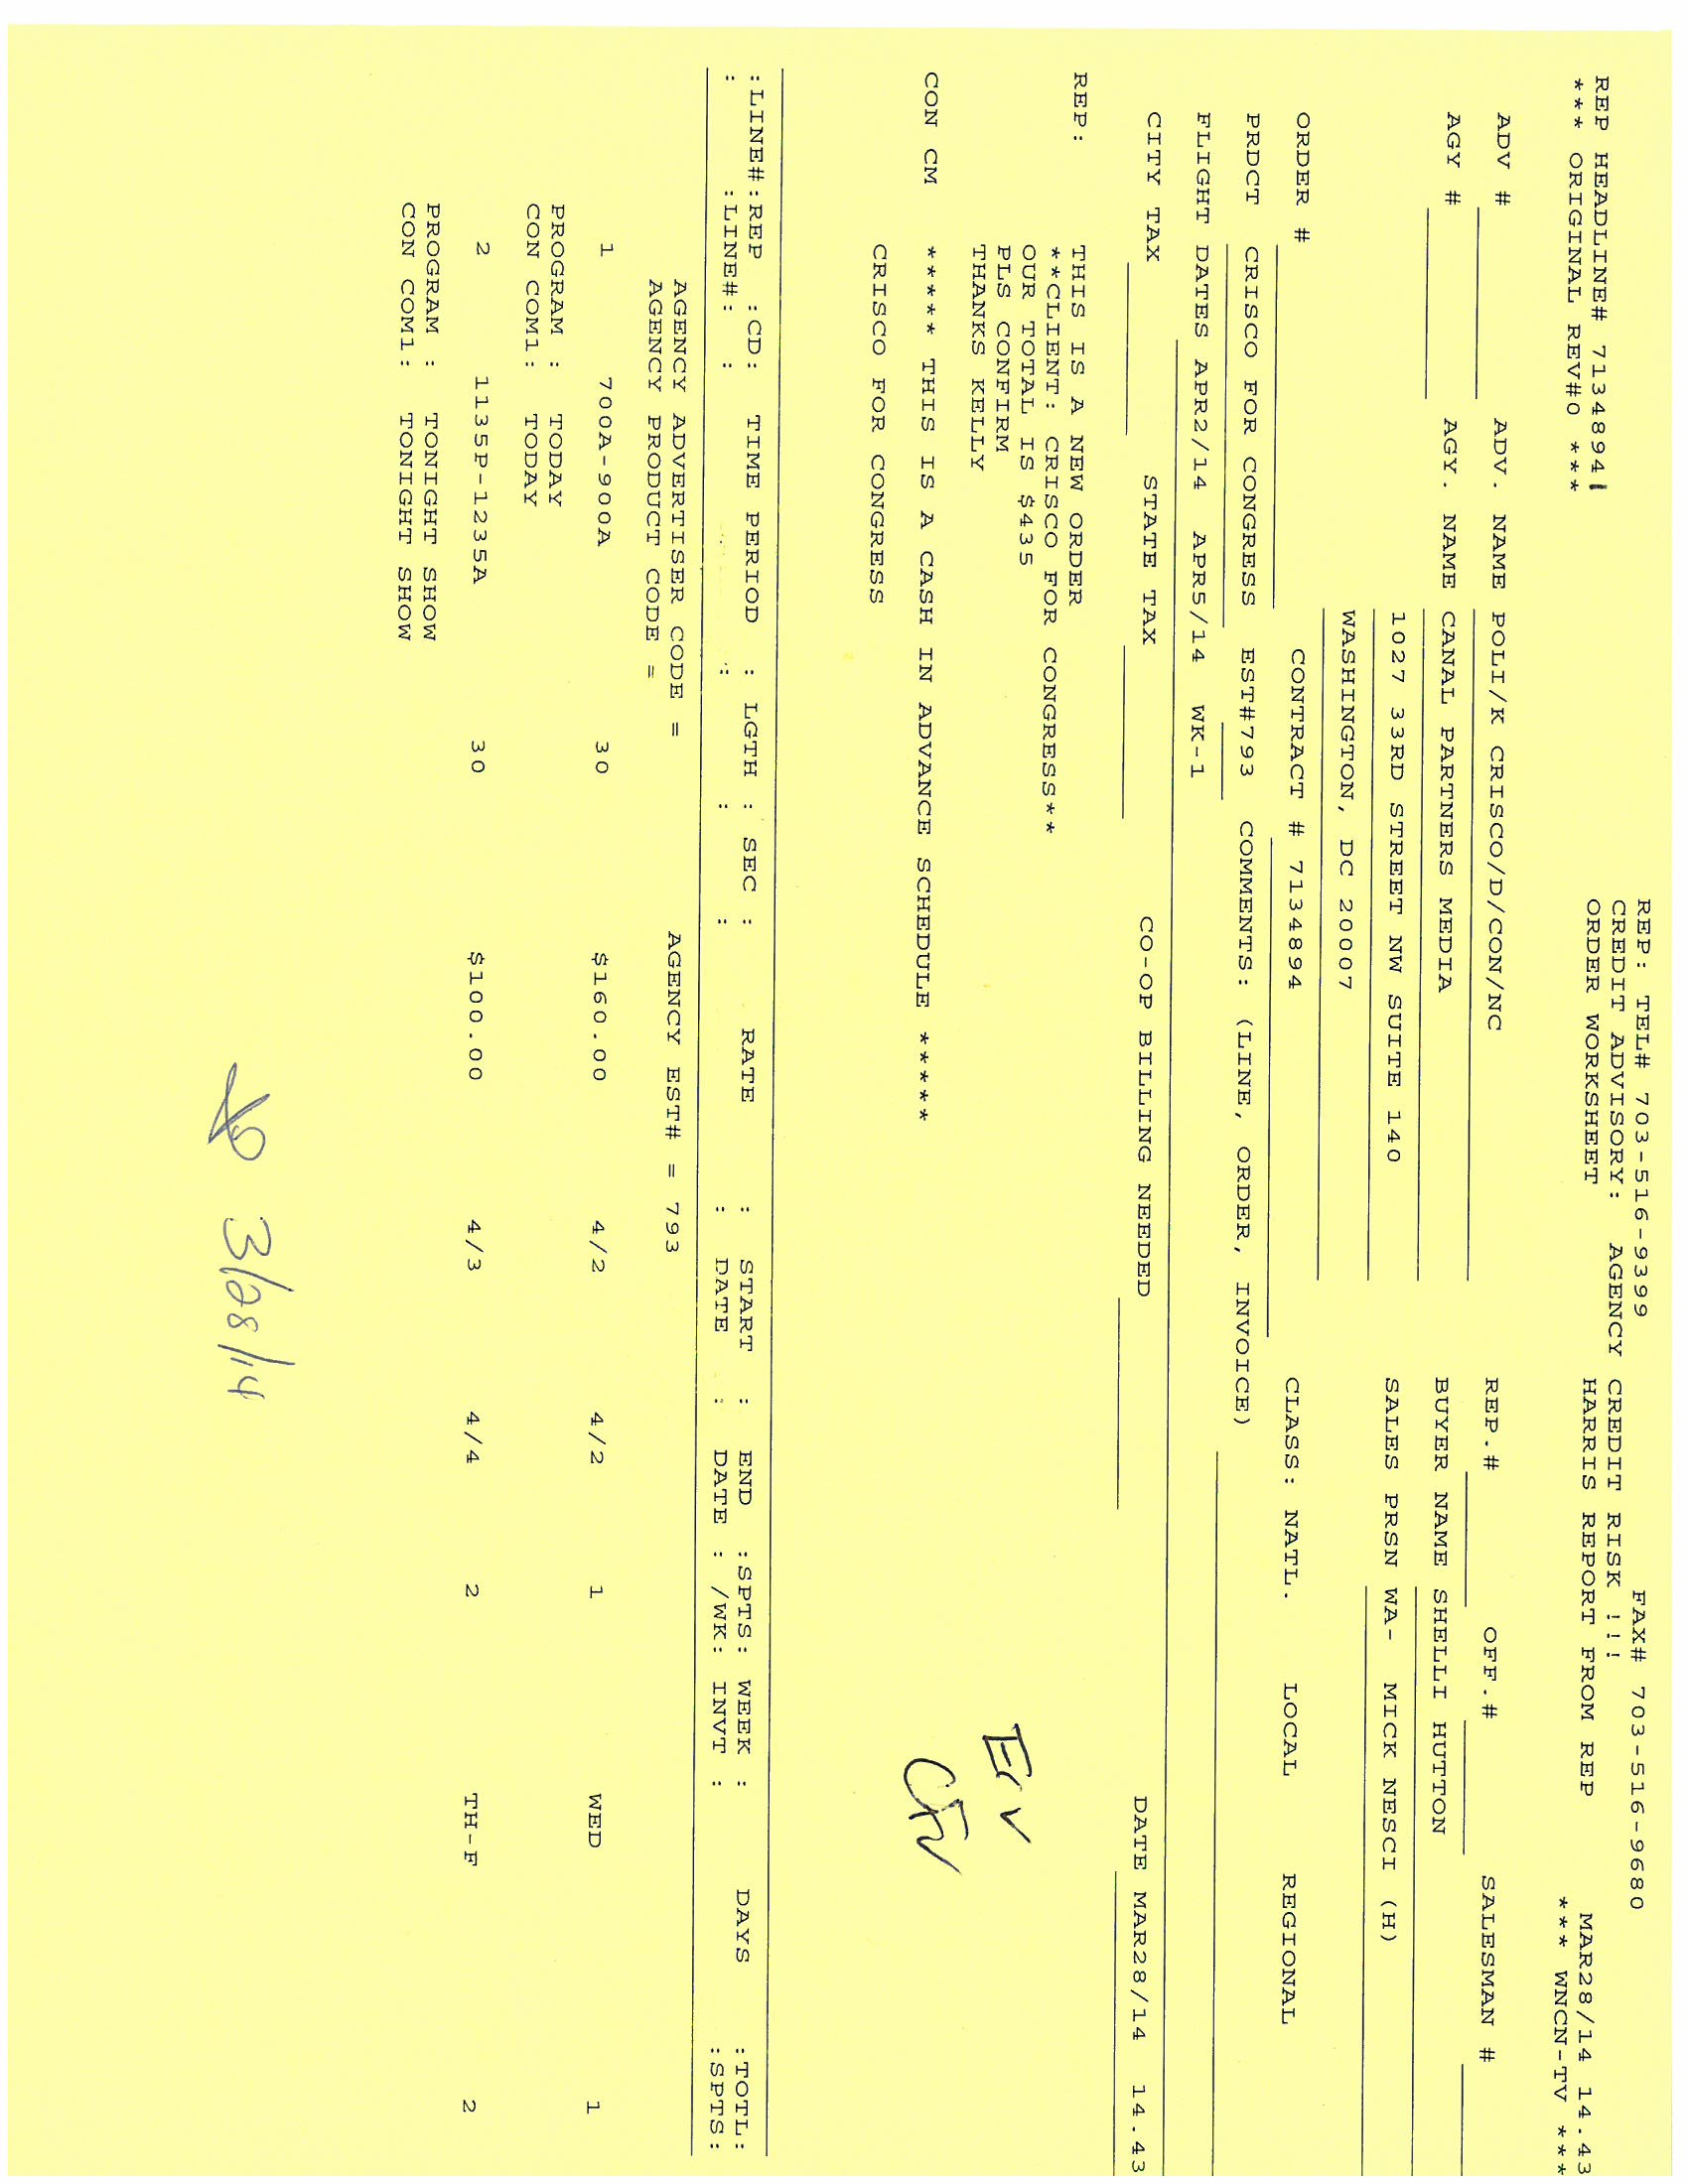 REP: TEL# 703-516-9399 FAX# 703-516-9680
CREDIT ADVISORY: AGENCY CREDIT RISK !!!
REP HEADLINE# 7134894 ORDER WORKSHEET HARRIS REPORT FROM REP MAR28/14 14.43
*** ORIGINAL REV#0 *** *** WNCN-TV ***
ADV # ADV. NAME POLI/K CRISCO/D/CON/NC REP.# OFF.# SALESMAN #
AGY # AGY. NAME CANAL PARTNERS MEDIA BUYER NAME SHELLI HUTTON
1027 33RD STREET NW SUITE 140 SALES PRSN WA- MICK NESCI (H)
WASHINGTON, DC 20007
ORDER # CONTRACT # 7134894 CLASS: NATL. LOCAL REGIONAL
PRDCT CRISCO FOR CONGRESS EST#793 COMMENTS: (LINE, ORDER, INVOICE)
FLIGHT DATES APR2/14 APR5/14 WK-1
CITY TAX STATE TAX CO-OP BILLING NEEDED DATE MAR28/14 14.43
REP: THIS IS A NEW ORDER
**CLIENT: CRISCO FOR CONGRESS**
OUR TOTAL IS $435
PLS CONFIRM
THANKS KELLY
CON CM ***** THIS IS A CASH IN ADVANCE SCHEDULE *****
CRISCO FOR CONGRESS
:LINE#:REP :CD: TIME PERIOD : LGTH : SEC : RATE : START : END :SPTS: WEEK : DAYS :TOTL:
: :LINE#: : : : : : DATE : DATE : /WK: INVT : :SPTS:
AGENCY ADVERTISER CODE = AGENCY EST# = 793
AGENCY PRODUCT CODE =
1 700A-900A 30 $160.00 4/2 4/2 1 WED 1
PROGRAM : TODAY
CON COM1: TODAY
2 1135P-1235A 30 $100.00 4/3 4/4 2 TH-F 2
PROGRAM : TONIGHT SHOW
CON COM1: TONIGHT SHOW
3/28/14